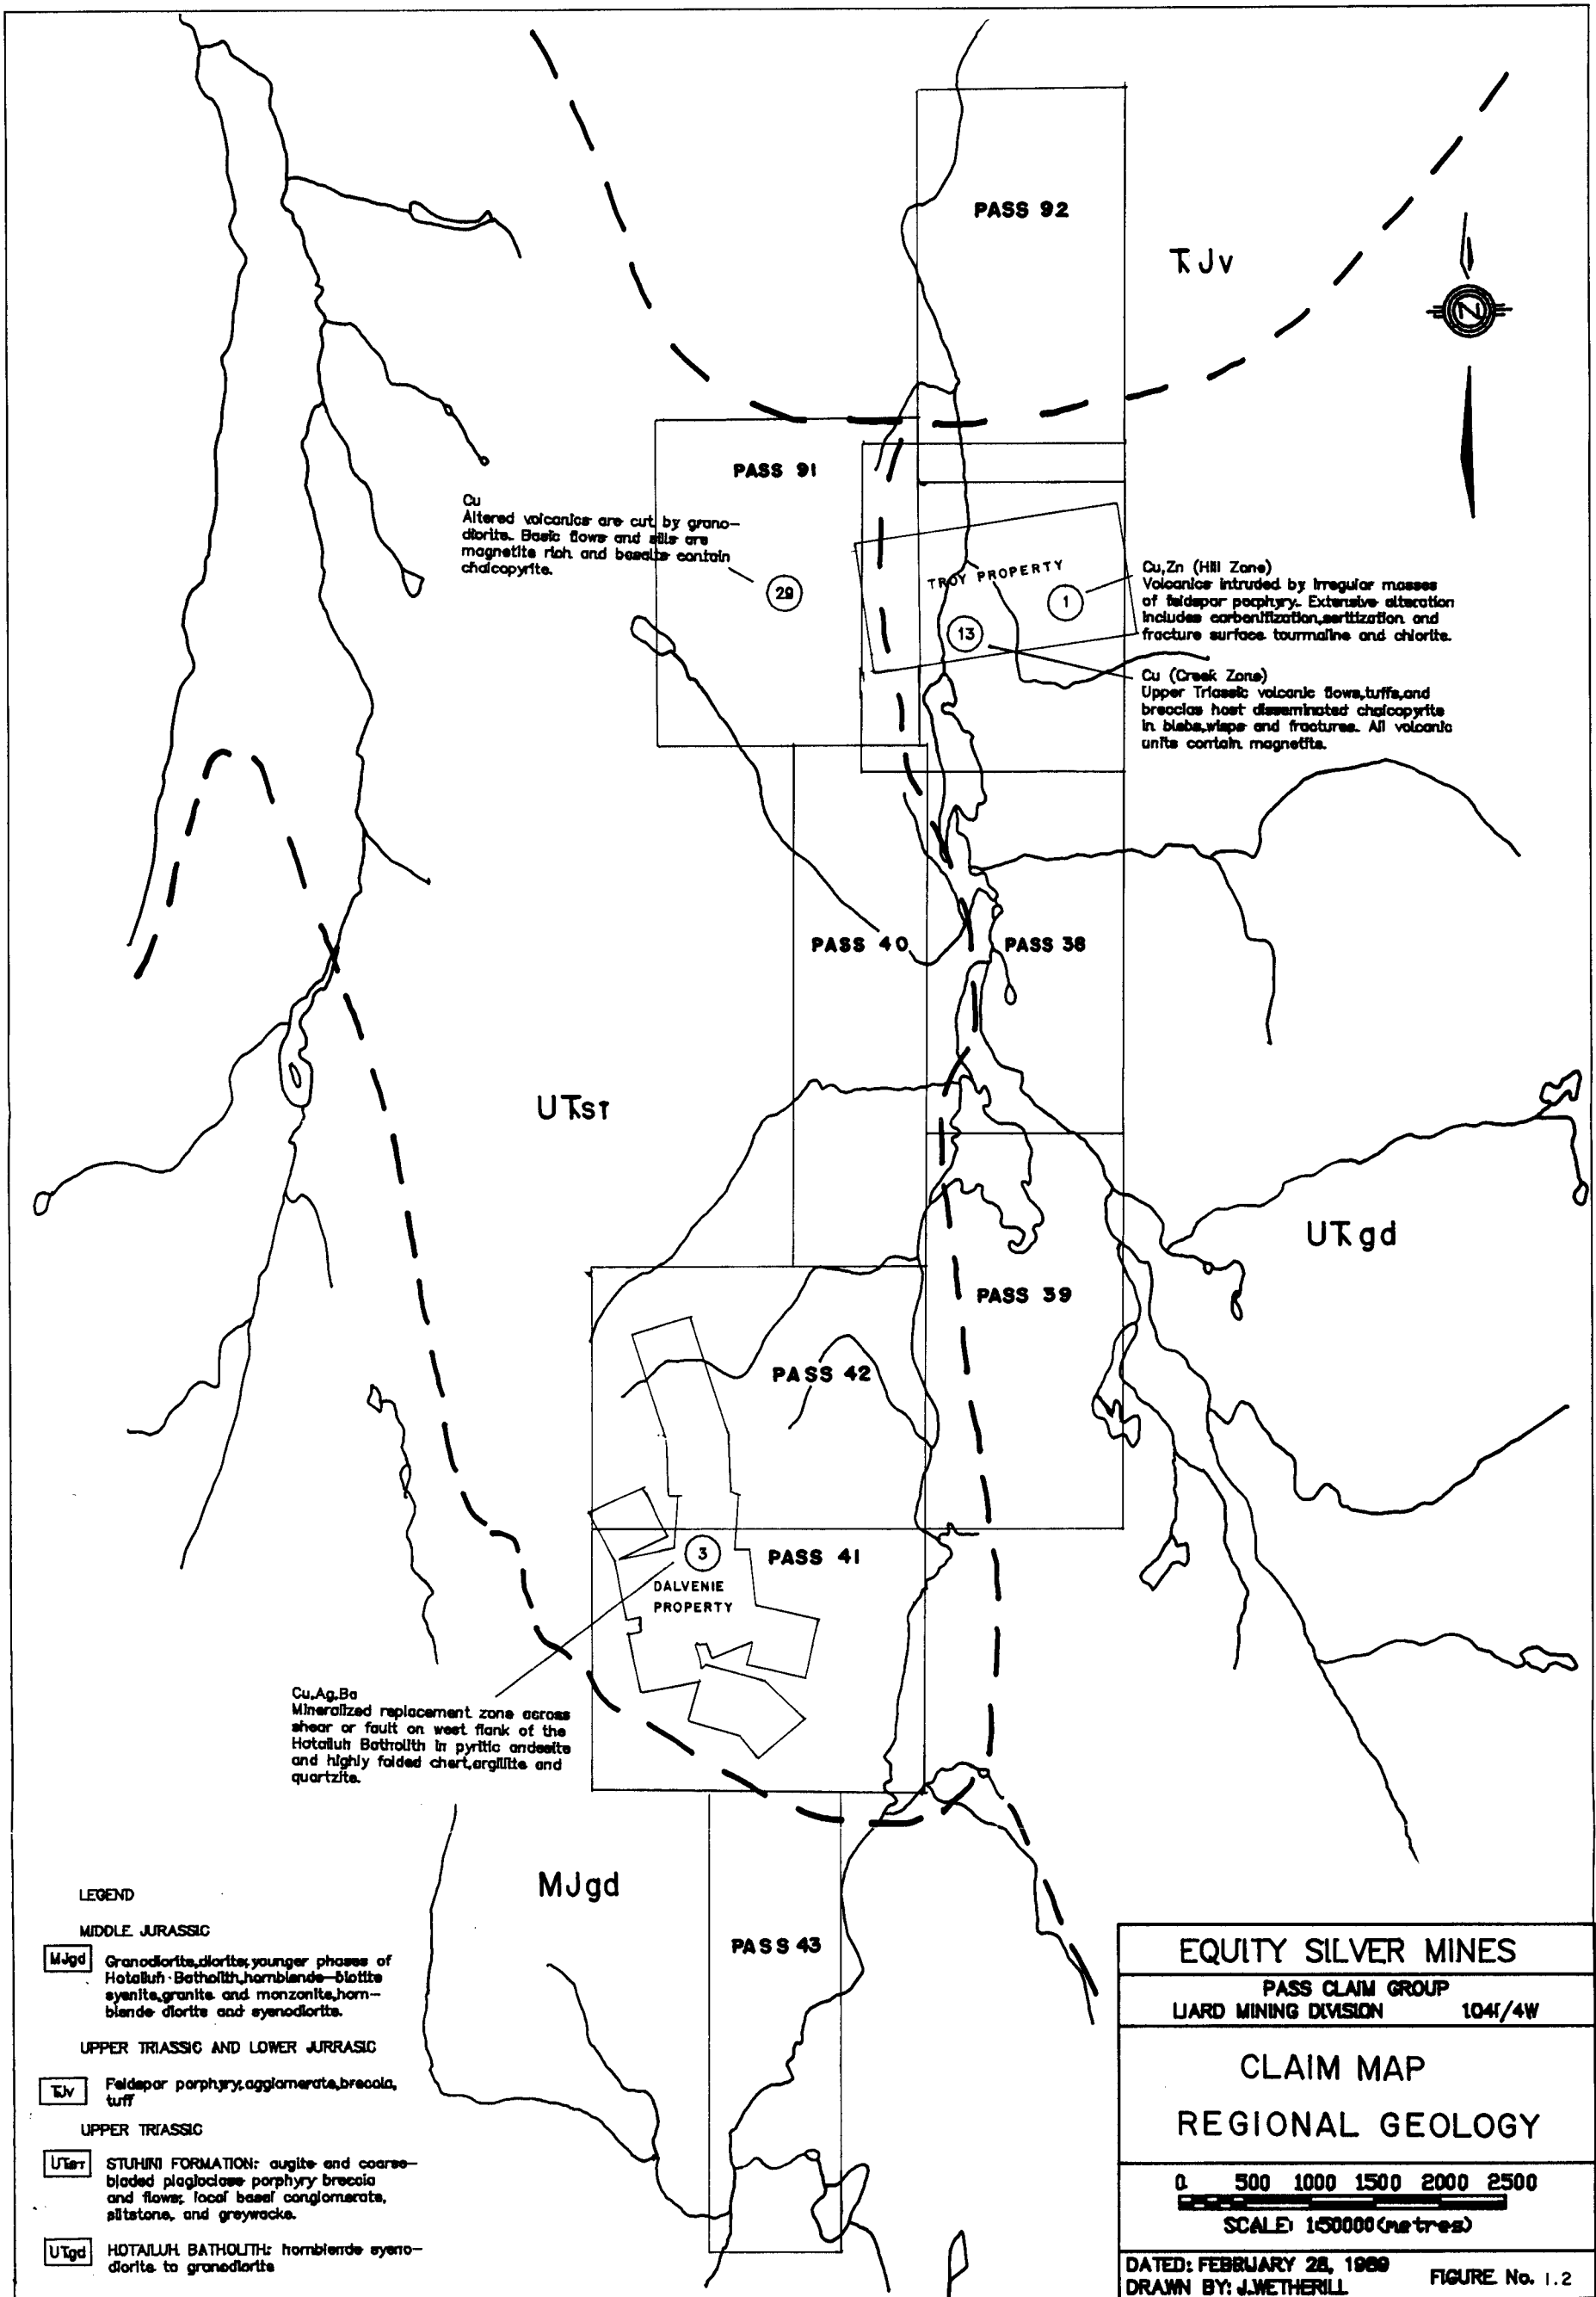 PASS 92
T̄Jv
N
PASS 91
Cu
Altered volcanics are cut by grano-
diorite. Basic flows and sills are
magnetite rich and basalts contain
chalcopyrite.
29
TROY PROPERTY
1
13
Cu,Zn (Hill Zone)
Volcanics intruded by irregular masses
of feldspar porphyry. Extensive alteration
includes carbonitization,seritization and
fracture surface tourmaline and chlorite.
Cu (Creek Zone)
Upper Triassic volcanic flows,tuffs,and
breccias host disseminated chalcopyrite
in blebs,wisps and fractures. All volcanic
units contain magnetite.
PASS 40
PASS 38
UT̄ST
UT̄gd
PASS 39
PASS 42
3
PASS 41
DALVENIE
PROPERTY
Cu,Ag,Ba
Mineralized replacement zone across
shear or fault on west flank of the
Hotailuh Batholith in pyritic andesite
and highly folded chert,argillite and
quartzite.
MJgd
PASS 43
LEGEND
MIDDLE JURASSIC
MJgd
Granodiorite,diorite;younger phases of
Hotailuh Batholith,hornblende-biotite
syenite,granite and monzonite,horn-
blende diorite and syenodiorite.
UPPER TRIASSIC AND LOWER JURRASIC
T̄Jv
Feldspar porphyry,agglomerate,breccia,
tuff
UPPER TRIASSIC
UT̄ST
STUHINI FORMATION: augite and coarse-
bladed plagioclase porphyry breccia
and flows; local basal conglomerate,
siltstone, and greywacke.
UT̄gd
HOTAILUH BATHOLITH: hornblende syeno-
diorite to granodiorite
EQUITY SILVER MINES
PASS CLAIM GROUP
LIARD MINING DIVISION 104I/4W
CLAIM MAP
REGIONAL GEOLOGY
0 500 1000 1500 2000 2500
SCALE: 1:50000 (metres)
DATED: FEBRUARY 28, 1989
DRAWN BY: J.WETHERILL
FIGURE No. 1.2